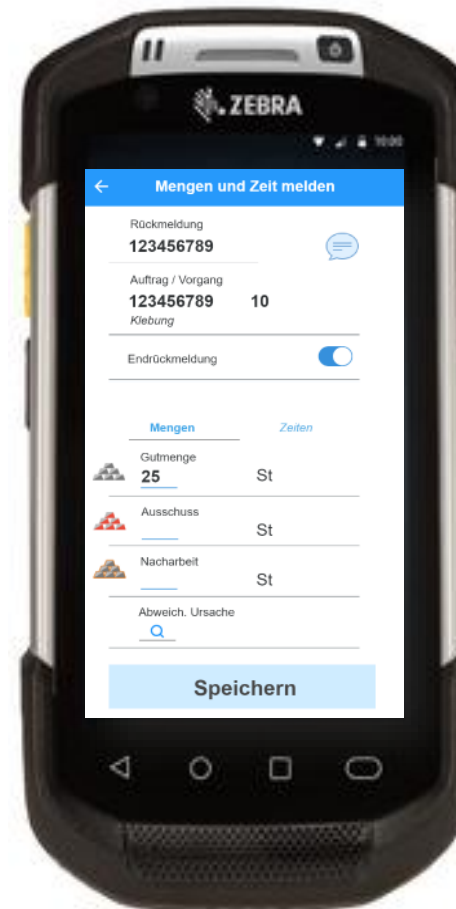 ZEBRA
10:00
Mengen und Zeit melden
Rückmeldung
123456789
Auftrag / Vorgang
123456789 10
Klebung
Endrückmeldung
Mengen Zeiten
Gutmenge
25 St
Ausschuss
St
Nacharbeit
St
Abweich. Ursache
Speichern